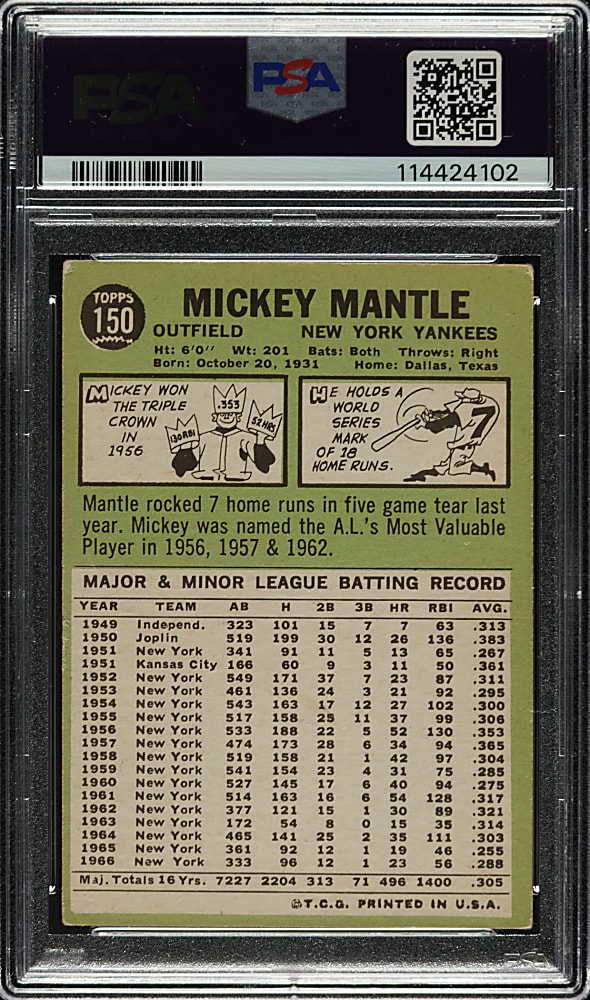 PSA
PSA
114424102
TOPPS
150
MICKEY MANTLE
OUTFIELD NEW YORK YANKEES
Ht: 6'0'' Wt: 201 Bats: Both Throws: Right
Born: October 20, 1931 Home: Dallas, Texas
MICKEY WON
THE TRIPLE
CROWN
IN
1956
.353
130 RBI
52 HRS
HE HOLDS A
WORLD
SERIES
MARK
OF 18
HOME RUNS.
7
Mantle rocked 7 home runs in five game tear last
year. Mickey was named the A.L.'s Most Valuable
Player in 1956, 1957 & 1962.
MAJOR & MINOR LEAGUE BATTING RECORD
YEAR TEAM AB H 2B 3B HR RBI AVG.
1949 Independ. 323 101 15 7 7 63 .313
1950 Joplin 519 199 30 12 26 136 .383
1951 New York 341 91 11 5 13 65 .267
1951 Kansas City 166 60 9 3 11 50 .361
1952 New York 549 171 37 7 23 87 .311
1953 New York 461 136 24 3 21 92 .295
1954 New York 543 163 17 12 27 102 .300
1955 New York 517 158 25 11 37 99 .306
1956 New York 533 188 22 5 52 130 .353
1957 New York 474 173 28 6 34 94 .365
1958 New York 519 158 21 1 42 97 .304
1959 New York 541 154 23 4 31 75 .285
1960 New York 527 145 17 6 40 94 .275
1961 New York 514 163 16 6 54 128 .317
1962 New York 377 121 15 1 30 89 .321
1963 New York 172 54 8 0 15 35 .314
1964 New York 465 141 25 2 35 111 .303
1965 New York 361 92 12 1 19 46 .255
1966 New York 333 96 12 1 23 56 .288
Maj. Totals 16 Yrs. 7227 2204 313 71 496 1400 .305
©T.C.G. PRINTED IN U.S.A.
PSA